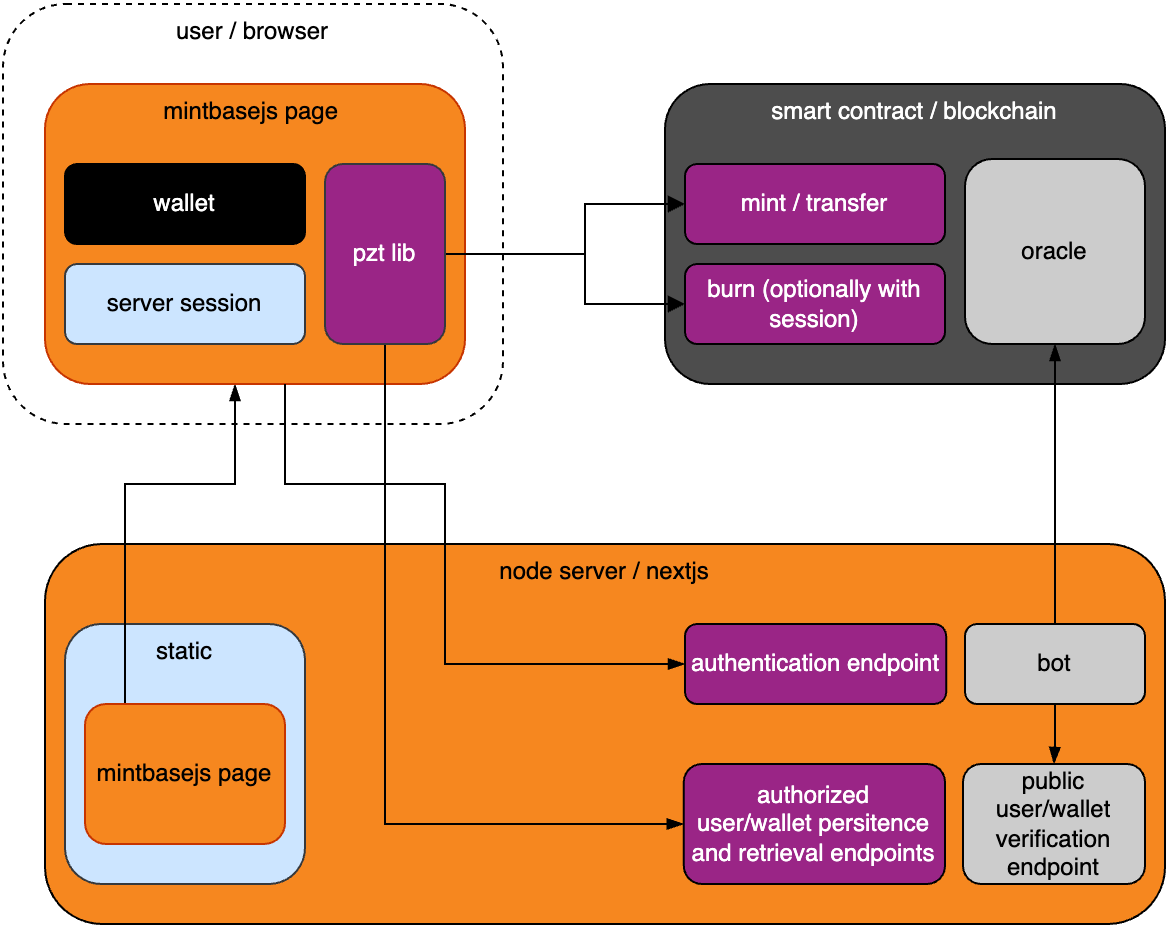 user / browser
mintbasejs page
wallet
server session
pzt lib
smart contract / blockchain
mint / transfer
burn (optionally with
session)
oracle
node server / nextjs
static
mintbasejs page
authentication endpoint
bot
authorized
user/wallet persitence
and retrieval endpoints
public
user/wallet
verification
endpoint